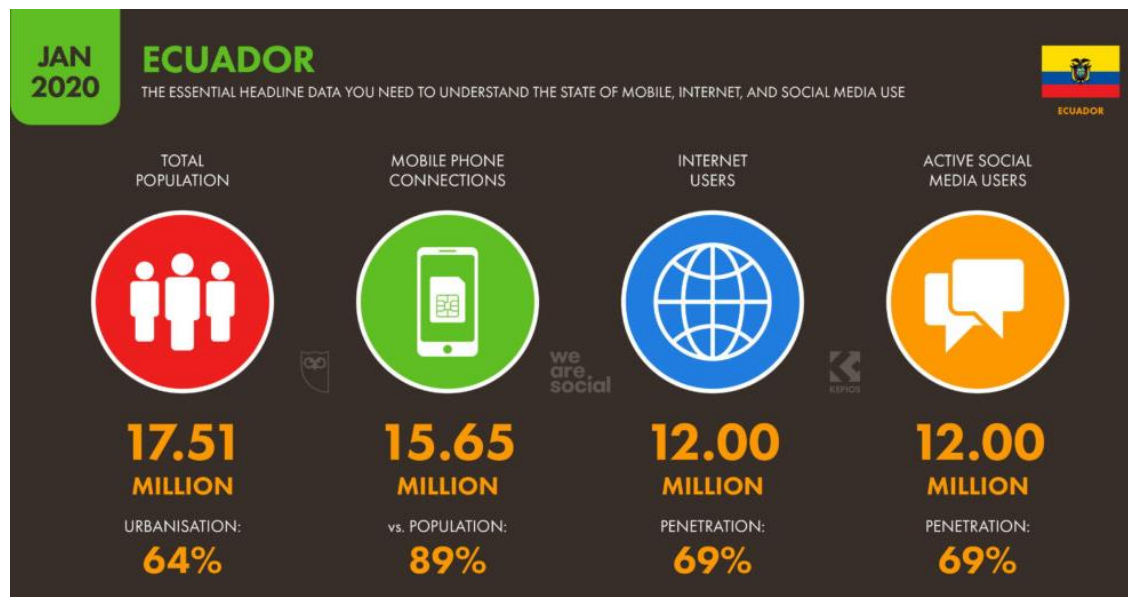 JAN
2020
ECUADOR
THE ESSENTIAL HEADLINE DATA YOU NEED TO UNDERSTAND THE STATE OF MOBILE, INTERNET, AND SOCIAL MEDIA USE
ECUADOR
TOTAL
POPULATION
17.51
MILLION
URBANISATION:
64%
MOBILE PHONE
CONNECTIONS
15.65
MILLION
vs. POPULATION:
89%
INTERNET
USERS
12.00
MILLION
PENETRATION:
69%
ACTIVE SOCIAL
MEDIA USERS
12.00
MILLION
PENETRATION:
69%
we
are.
social
KEPIOS